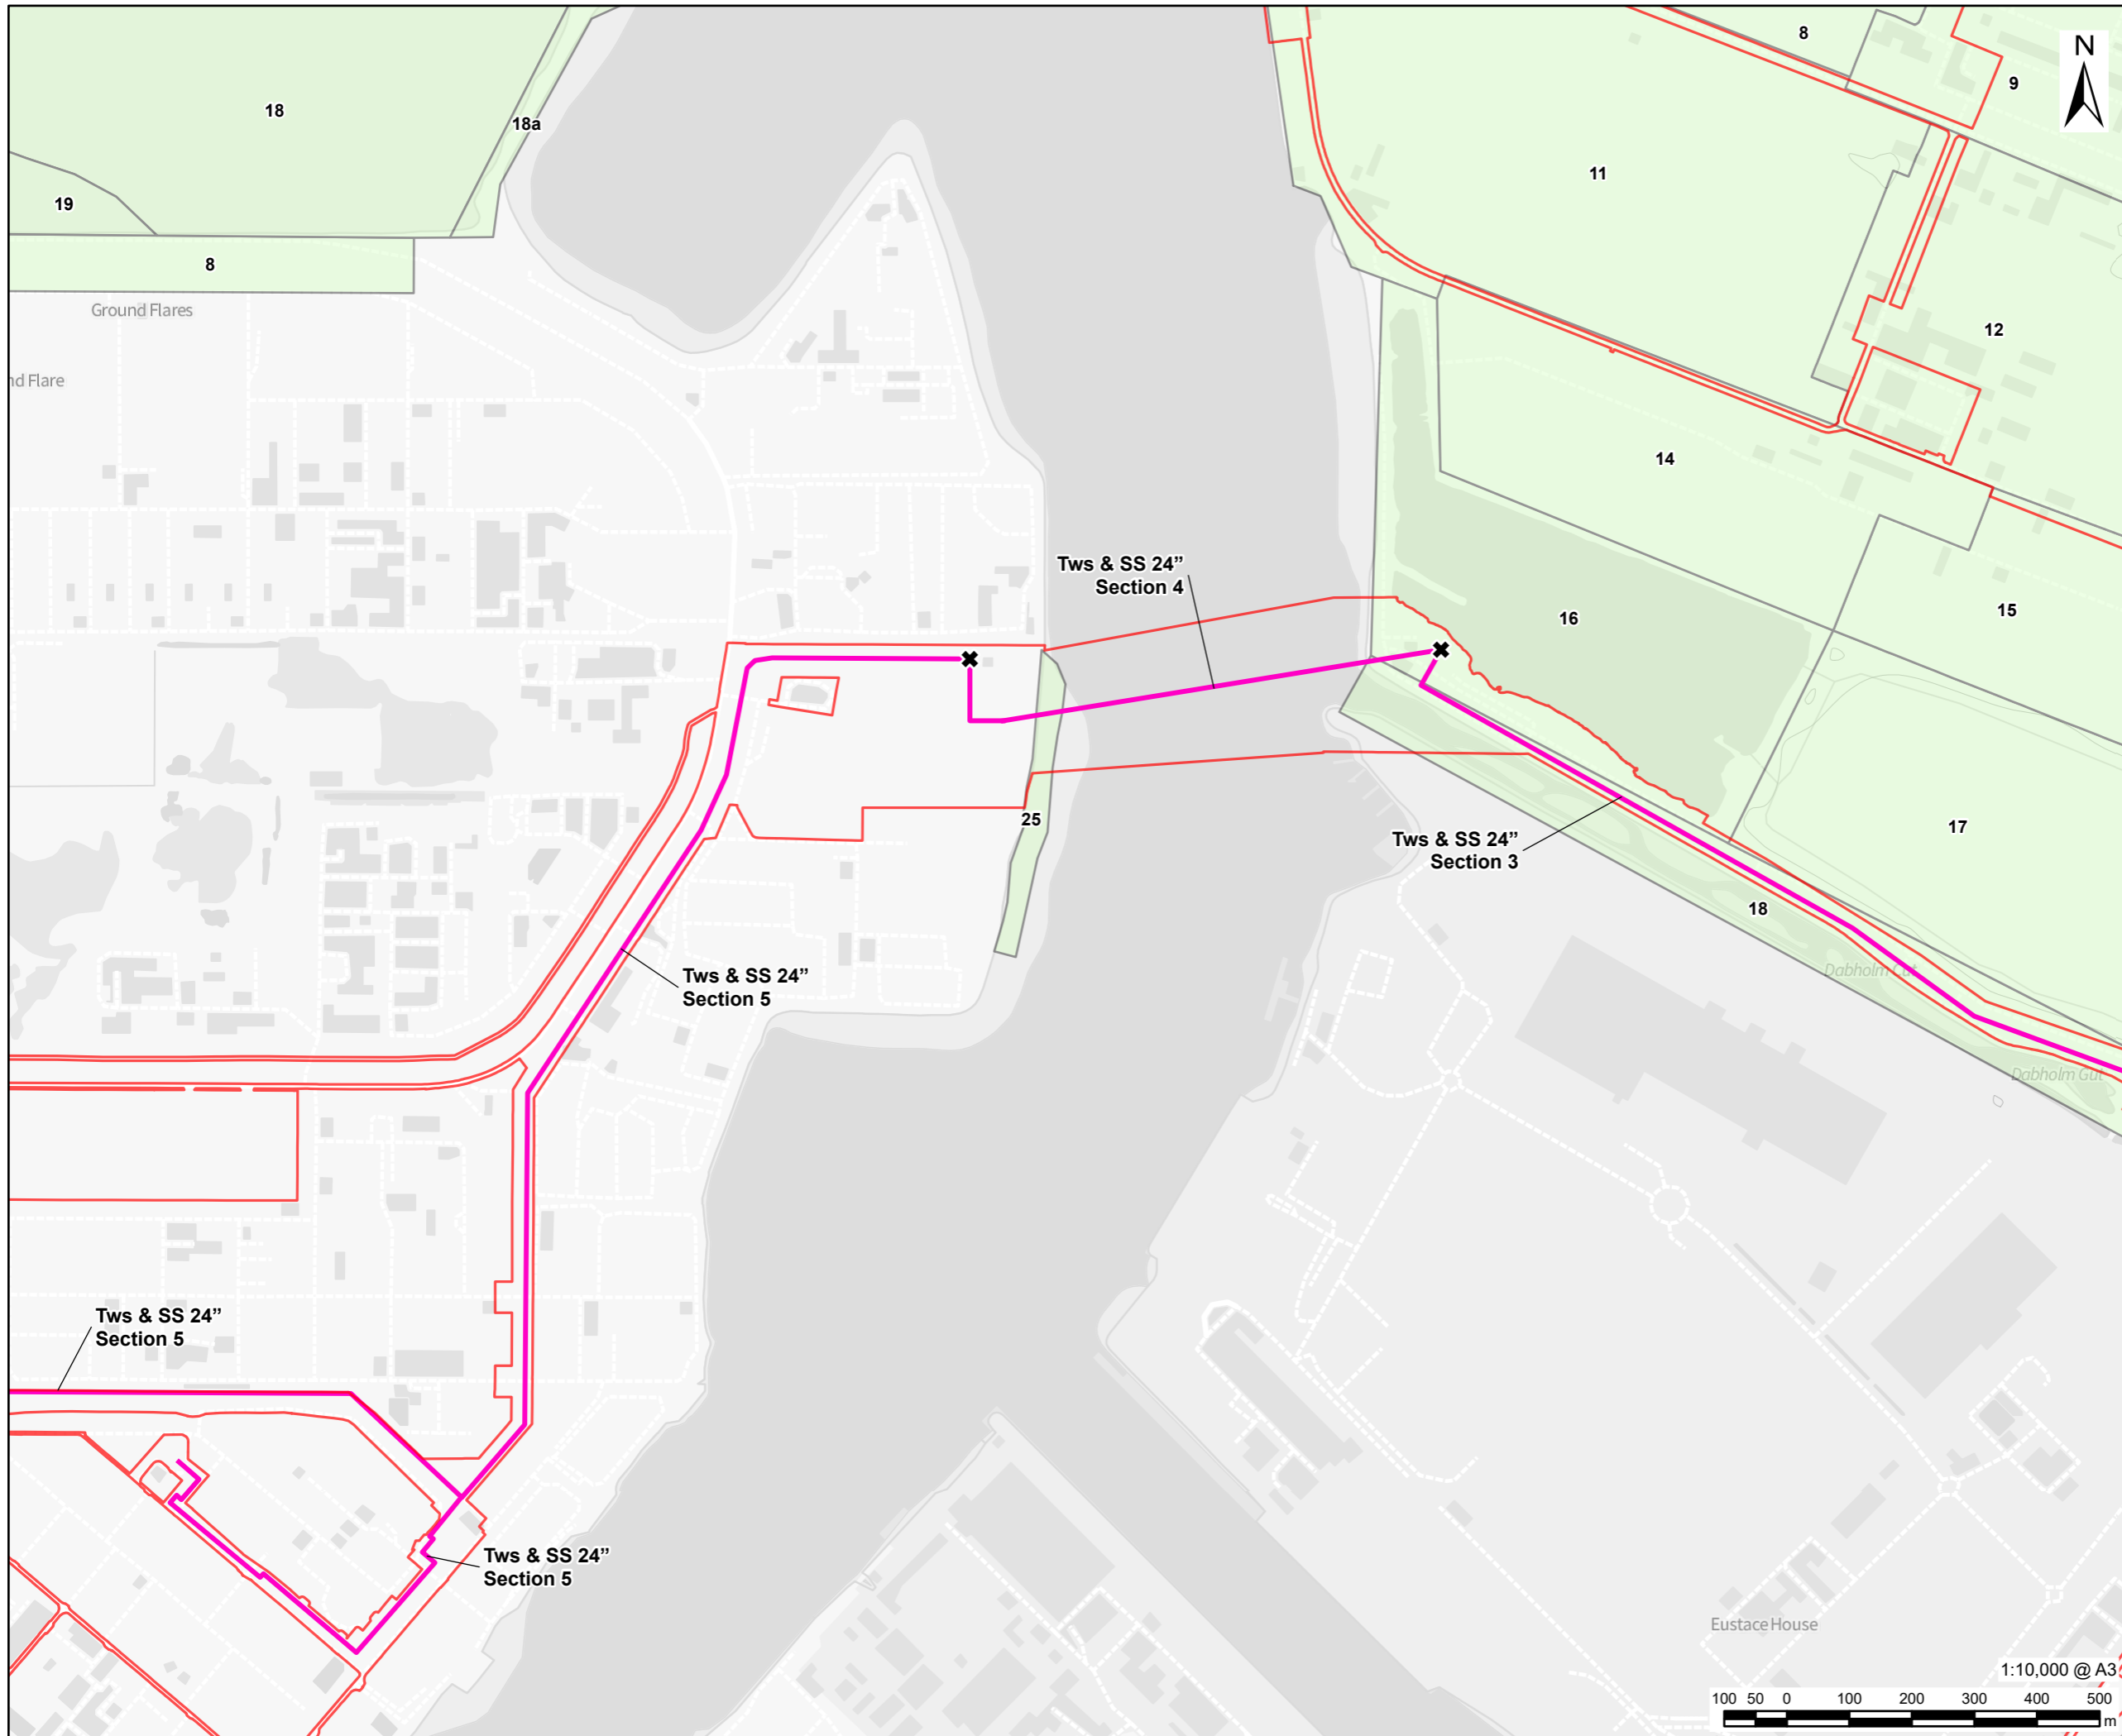 8
N
9
18
18a
11
19
8
Ground Flares
12
nd Flare
14
Tws & SS 24”
Section 4
15
16
25
17
Tws & SS 24”
Section 3
18
Dabholm Cut
Tws & SS 24”
Section 5
Dabholm Gut
Tws & SS 24”
Section 5
Tws & SS 24”
Section 5
Eustace House
1:10,000 @ A3
100 50 0 100 200 300 400 500
m